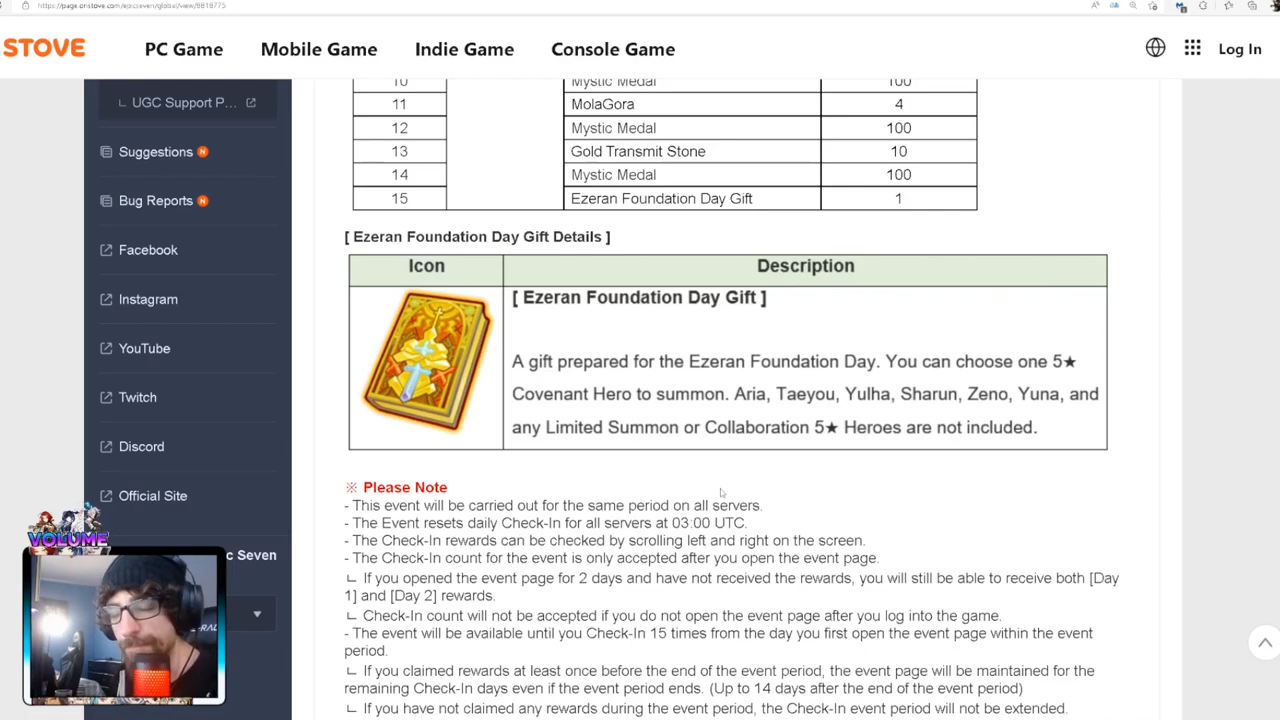 https://page.onstove.com/epicseven/global/view/8818775
STOVE
PC Game
Mobile Game
Indie Game
Console Game
Log In
UGC Support P...
Suggestions N
Bug Reports N
Facebook
Instagram
YouTube
Twitch
Discord
Official Site
VOLUME
c Seven
10 Mystic Medal 100
11 MolaGora 4
12 Mystic Medal 100
13 Gold Transmit Stone 10
14 Mystic Medal 100
15 Ezeran Foundation Day Gift 1
[ Ezeran Foundation Day Gift Details ]
Icon Description
[ Ezeran Foundation Day Gift ]
A gift prepared for the Ezeran Foundation Day. You can choose one 5★
Covenant Hero to summon. Aria, Taeyou, Yulha, Sharun, Zeno, Yuna, and
any Limited Summon or Collaboration 5★ Heroes are not included.
※ Please Note
- This event will be carried out for the same period on all servers.
- The Event resets daily Check-In for all servers at 03:00 UTC.
- The Check-In rewards can be checked by scrolling left and right on the screen.
- The Check-In count for the event is only accepted after you open the event page.
ㄴ If you opened the event page for 2 days and have not received the rewards, you will still be able to receive both [Day
1] and [Day 2] rewards.
ㄴ Check-In count will not be accepted if you do not open the event page after you log into the game.
- The event will be available until you Check-In 15 times from the day you first open the event page within the event
period.
ㄴ If you claimed rewards at least once before the end of the event period, the event page will be maintained for the
remaining Check-In days even if the event period ends. (Up to 14 days after the end of the event period)
ㄴ If you have not claimed any rewards during the event period, the Check-In event period will not be extended.